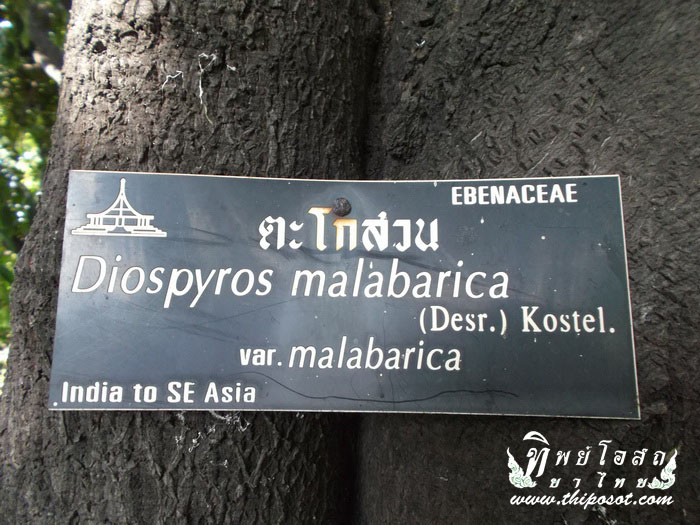 EBENACEAE
ตะโกสวน
Diospyros malabarica
(Desr.) Kostel.
var. malabarica
India to SE Asia
ทิพย์โอสถ
ยาไทย
www.thiposot.com